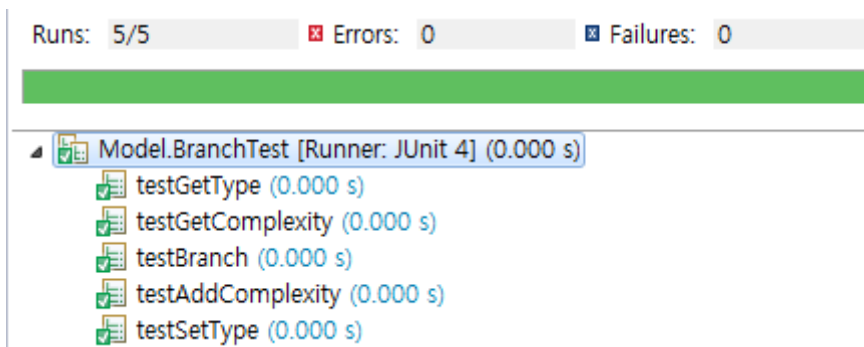 Runs: 5/5 Errors: 0 Failures: 0
Model.BranchTest [Runner: JUnit 4] (0.000 s)
testGetType (0.000 s)
testGetComplexity (0.000 s)
testBranch (0.000 s)
testAddComplexity (0.000 s)
testSetType (0.000 s)